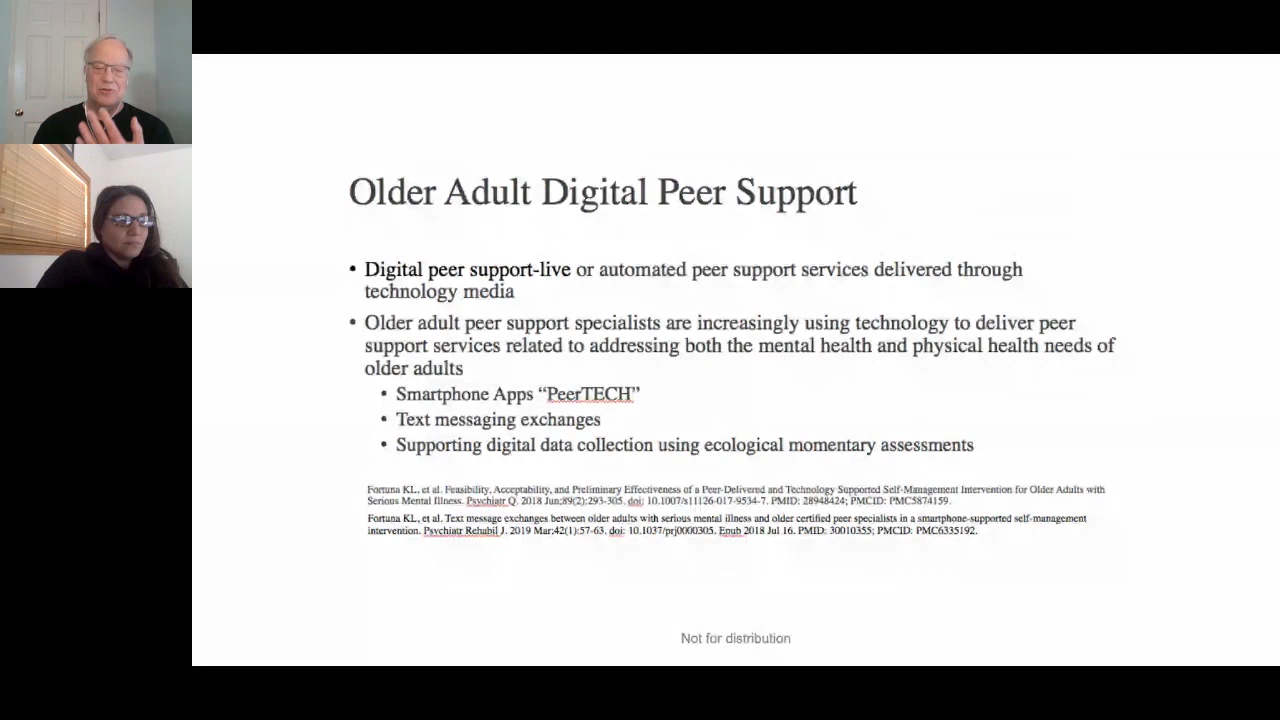 Older Adult Digital Peer Support
• Digital peer support-live or automated peer support services delivered through
technology media
• Older adult peer support specialists are increasingly using technology to deliver peer
support services related to addressing both the mental health and physical health needs of
older adults
• Smartphone Apps “PeerTECH”
• Text messaging exchanges
• Supporting digital data collection using ecological momentary assessments
Fortuna KL, et al. Feasibility, Acceptability, and Preliminary Effectiveness of a Peer-Delivered and Technology Supported Self-Management Intervention for Older Adults with
Serious Mental Illness. Psychiatr Q. 2018 Jun;89(2):293-305. doi: 10.1007/s11126-017-9534-7. PMID: 28948424; PMCID: PMC5874159.
Fortuna KL, et al. Text message exchanges between older adults with serious mental illness and older certified peer specialists in a smartphone-supported self-management
intervention. Psychiatr Rehabil J. 2019 Mar;42(1):57-63. doi: 10.1037/prj0000305. Epub 2018 Jul 16. PMID: 30010355; PMCID: PMC6335192.
Not for distribution